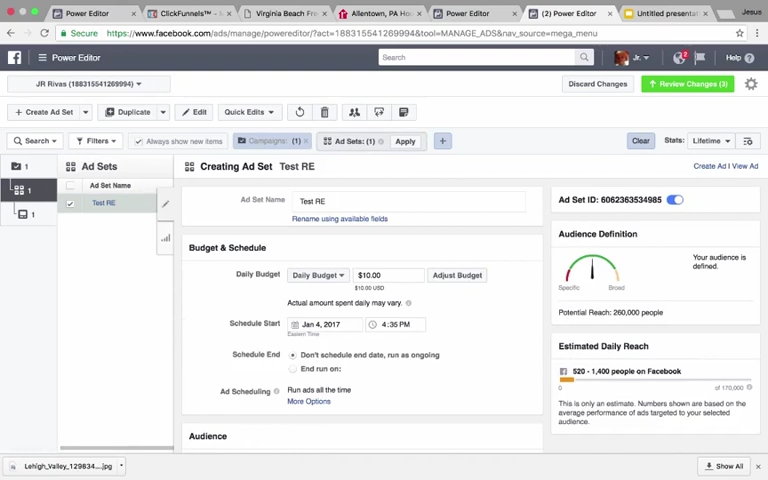 Power Editor
ClickFunnels™ - M
Virginia Beach Fre
Allentown, PA Ho
Power Editor
(2) Power Editor
Untitled presenta
Jesus
Secure https://www.facebook.com/ads/manage/powereditor/?act=188315541269994&tool=MANAGE_ADS&nav_source=mega_menu
Power Editor
Search
Jr.
2
Help
JR Rivas (188315541269994)
Discard Changes
Review Changes (3)
+ Create Ad Set
Duplicate
Edit
Quick Edits
Search
Filters
Always show new items
Campaigns: (1)
Ad Sets: (1)
Apply
+
Clear
Stats:
Lifetime
1
Ad Sets
Creating Ad Set Test RE
Create Ad | View Ad
1
Ad Set Name
Test RE
1
Ad Set Name
Test RE
Rename using available fields
Ad Set ID: 6062363534985
Budget & Schedule
Daily Budget
Daily Budget
$10.00
Adjust Budget
$10.00 USD
Actual amount spent daily may vary.
Schedule Start
Jan 4, 2017
4:35 PM
Eastern Time
Schedule End
Don't schedule end date, run as ongoing
End run on:
Ad Scheduling
Run ads all the time
More Options
Audience
Audience Definition
Your audience is
defined.
Specific
Broad
Potential Reach: 260,000 people
Estimated Daily Reach
520 - 1,400 people on Facebook
0
of 170,000
This is only an estimate. Numbers shown are based on the
average performance of ads targeted to your selected
audience.
Lehigh_Valley_129834....jpg
Show All